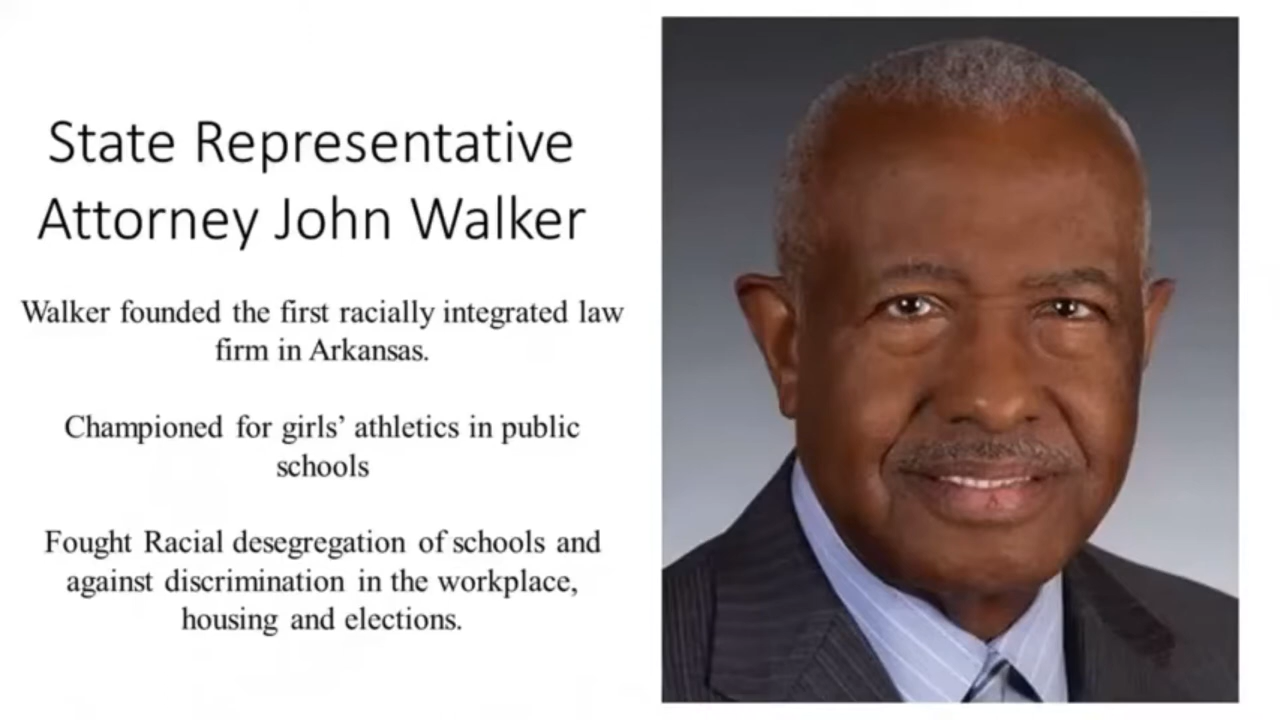 State Representative
Attorney John Walker
Walker founded the first racially integrated law
firm in Arkansas.
Championed for girls’ athletics in public
schools
Fought Racial desegregation of schools and
against discrimination in the workplace,
housing and elections.